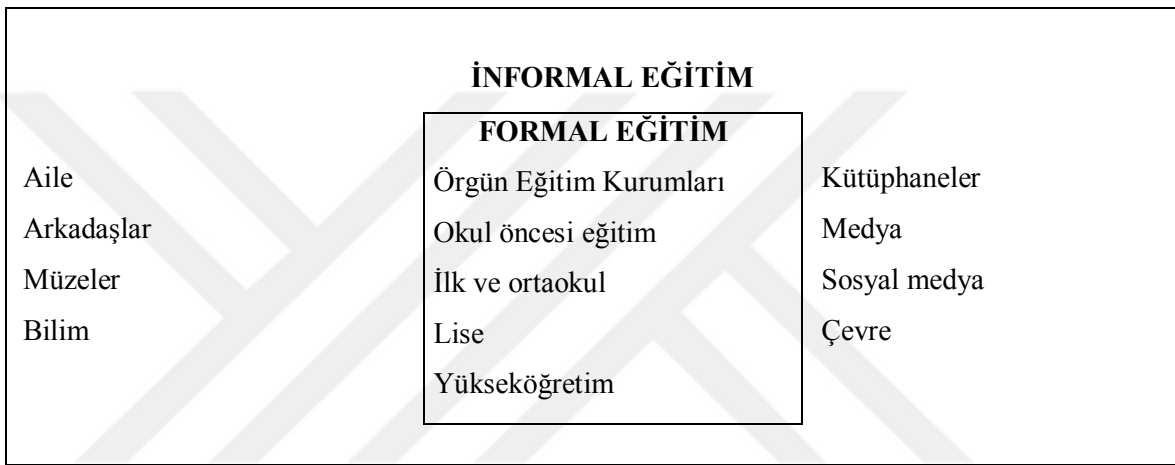 İNFORMAL EĞİTİM
FORMAL EĞİTİM
Aile
Arkadaşlar
Müzeler
Bilim
Örgün Eğitim Kurumları
Okul öncesi eğitim
İlk ve ortaokul
Lise
Yükseköğretim
Kütüphaneler
Medya
Sosyal medya
Çevre